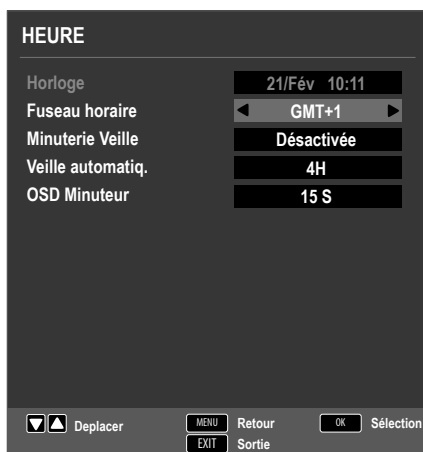 HEURE
Horloge 21/Fév 10:11
Fuseau horaire GMT+1
Minuterie Veille Désactivée
Veille automatiq. 4H
OSD Minuteur 15 S
Deplacer MENU Retour OK Sélection
EXIT Sortie